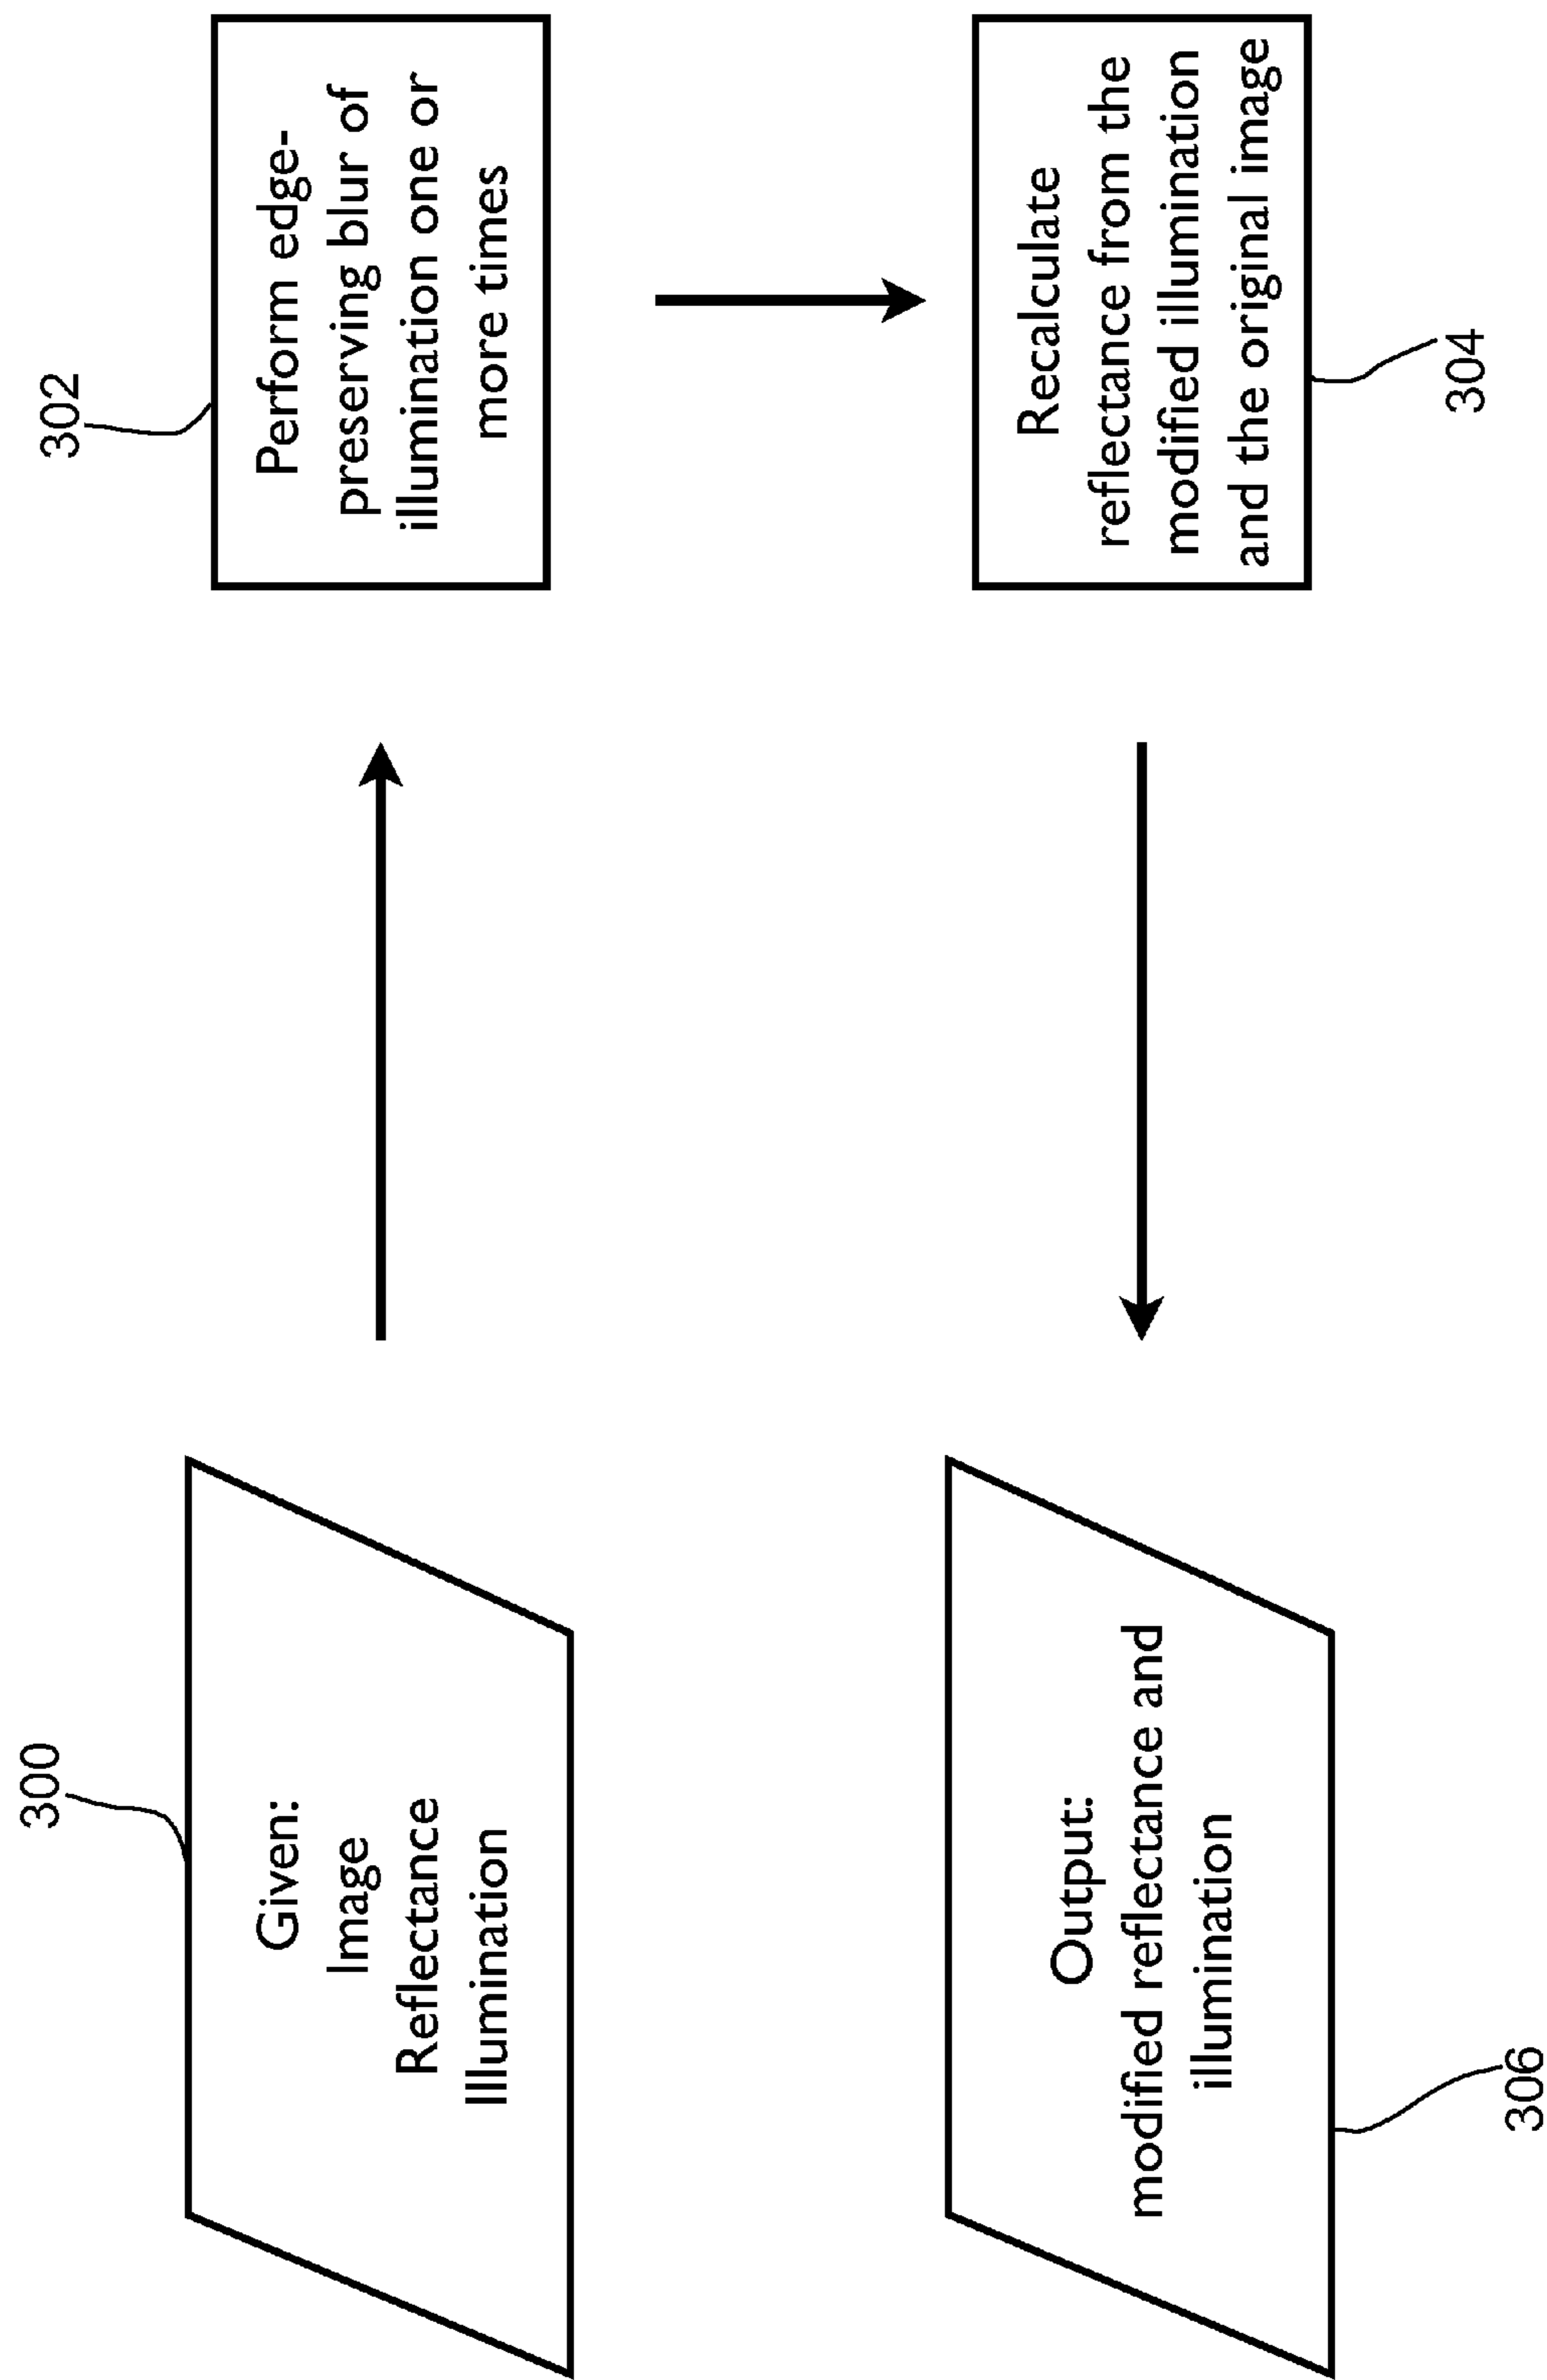 300
Given:
Image
Reflectance
Illumination
302
Perform edge-
preserving blur of
illumination one or
more times
Recalculate
reflectance from the
modified illumination
and the original image
304
Output:
modified reflectance and
illumination
306